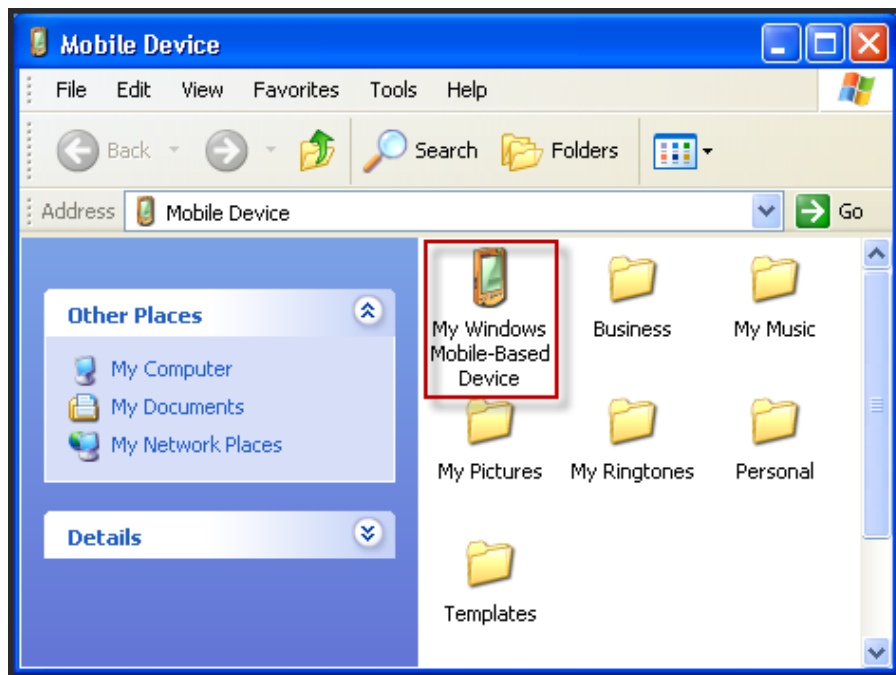 Mobile Device
File Edit View Favorites Tools Help
Back Search Folders
Address Mobile Device Go
Other Places
My Computer
My Documents
My Network Places
Details
My Windows
Mobile-Based
Device
Business
My Music
My Pictures
My Ringtones
Personal
Templates